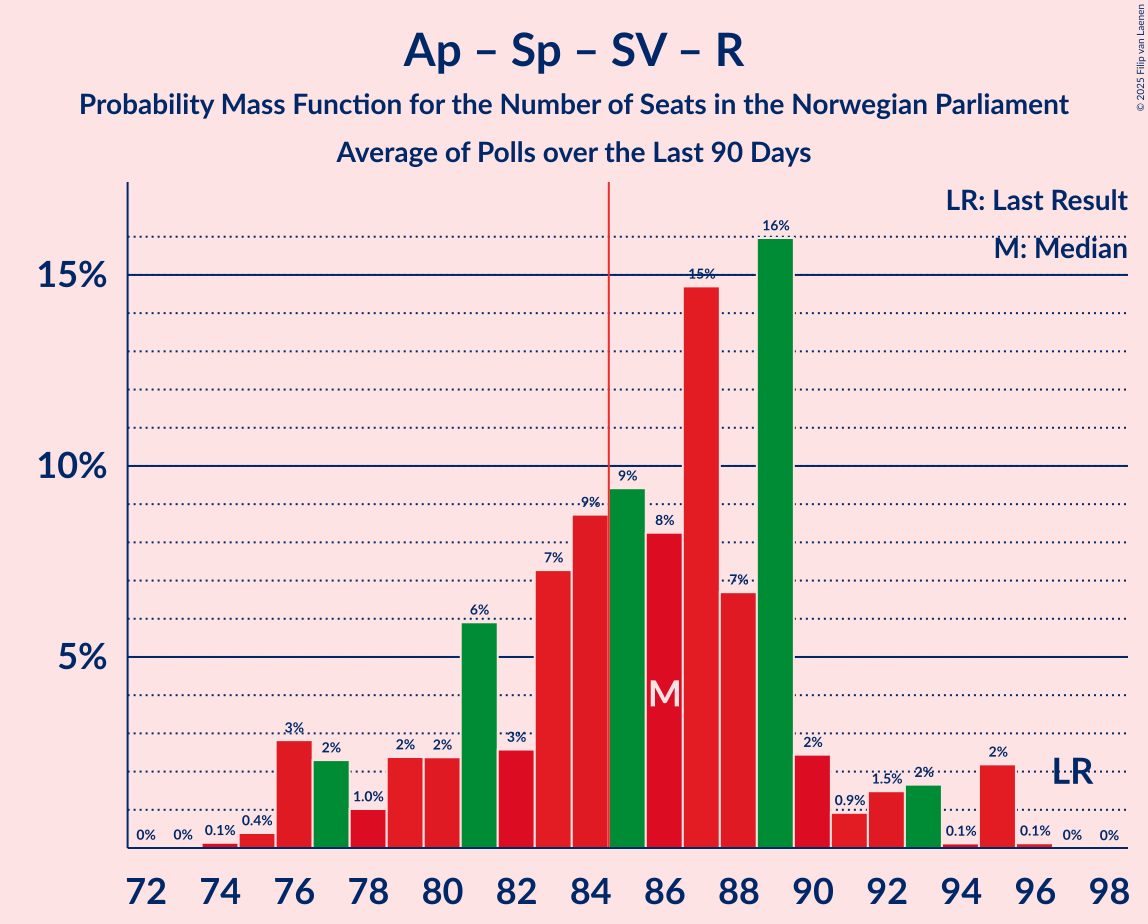 Ap – Sp – SV – R
Probability Mass Function for the Number of Seats in the Norwegian Parliament
Average of Polls over the Last 90 Days
© 2025 Filip van Laenen
LR: Last Result
M: Median
15%
10%
5%
0% 0% 0.1% 0.4% 3% 2% 1.0% 2% 2% 6% 3% 7% 9% 9% 8% 15% 7% 16% 2% 0.9% 1.5% 2% 0.1% 2% 0.1% 0% 0%
M
LR
72 74 76 78 80 82 84 86 88 90 92 94 96 98